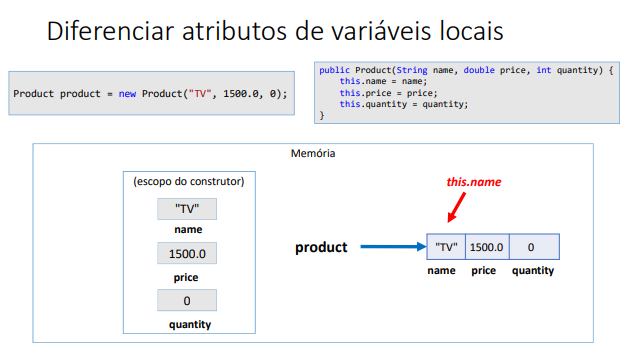 Diferenciar atributos de variáveis locais
Product product = new Product("TV", 1500.0, 0);
public Product(String name, double price, int quantity) {
this.name = name;
this.price = price;
this.quantity = quantity;
}
Memória
(escopo do construtor)
"TV"
name
1500.0
price
0
quantity
this.name
product
"TV" 1500.0 0
name price quantity